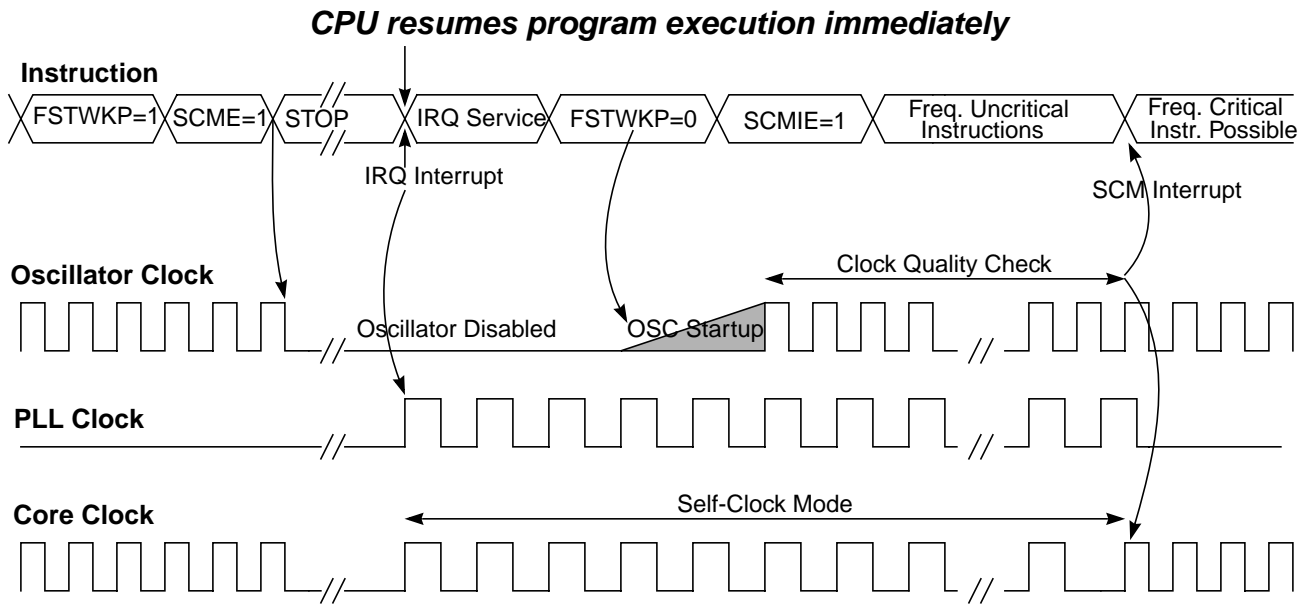 CPU resumes program execution immediately
Instruction
FSTWKP=1
SCME=1
STOP
IRQ Service
FSTWKP=0
SCMIE=1
Freq. Uncritical
Instructions
Freq. Critical
Instr. Possible
IRQ Interrupt
SCM Interrupt
Oscillator Clock
Clock Quality Check
Oscillator Disabled
OSC Startup
PLL Clock
Core Clock
Self-Clock Mode